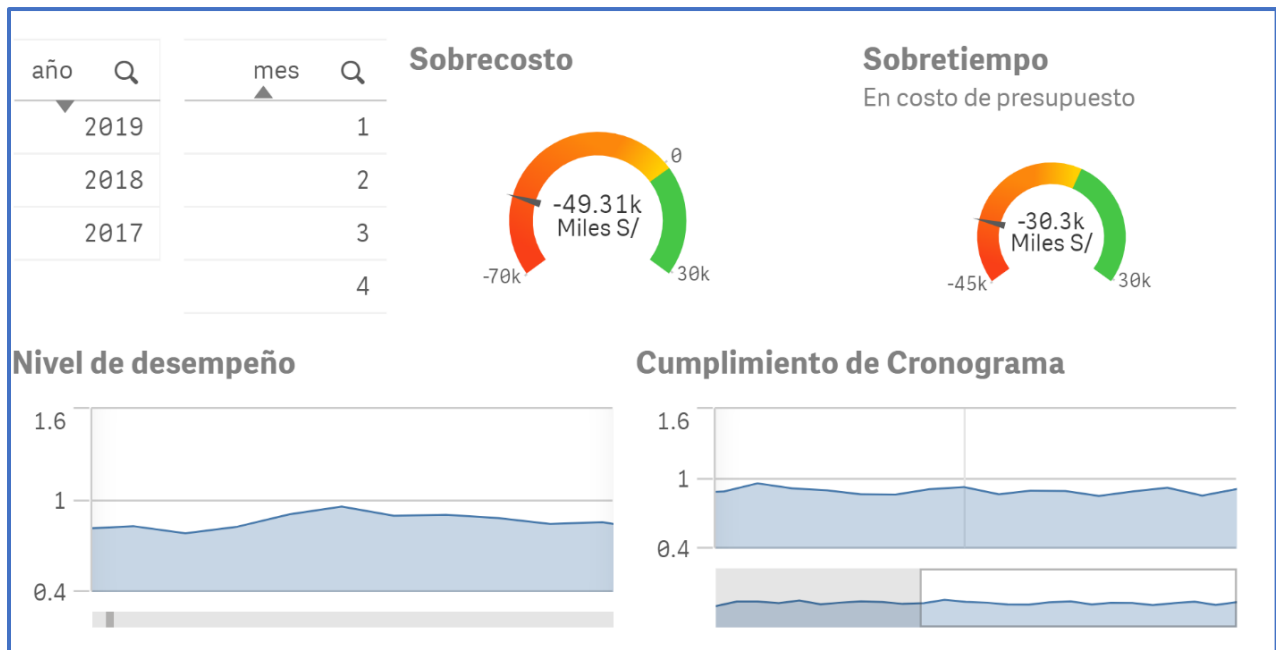 año
2019
2018
2017
mes
1
2
3
4
Sobrecosto
0
-49.31k
Miles S/
-70k
30k
Sobretiempo
En costo de presupuesto
-30.3k
Miles S/
-45k
30k
Nivel de desempeño
1.6
1
0.4
Cumplimiento de Cronograma
1.6
1
0.4